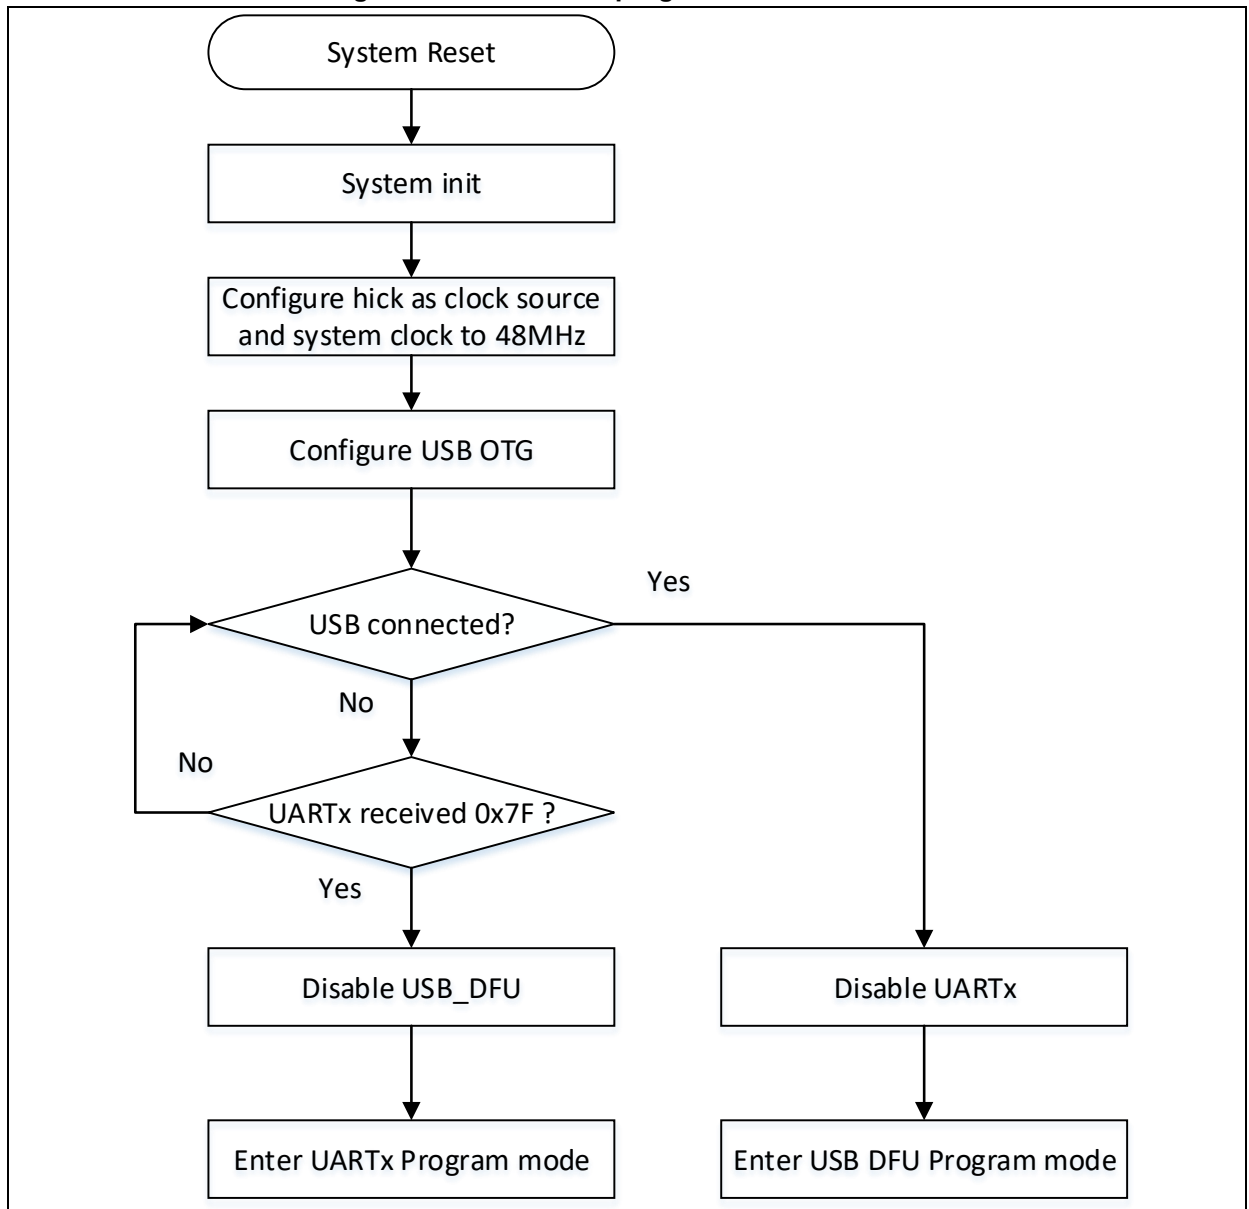 System Reset
System init
Configure hick as clock source
and system clock to 48MHz
Configure USB OTG
Yes
USB connected?
No
No
UARTx received 0x7F ?
Yes
Disable USB_DFU
Disable UARTx
Enter UARTx Program mode
Enter USB DFU Program mode